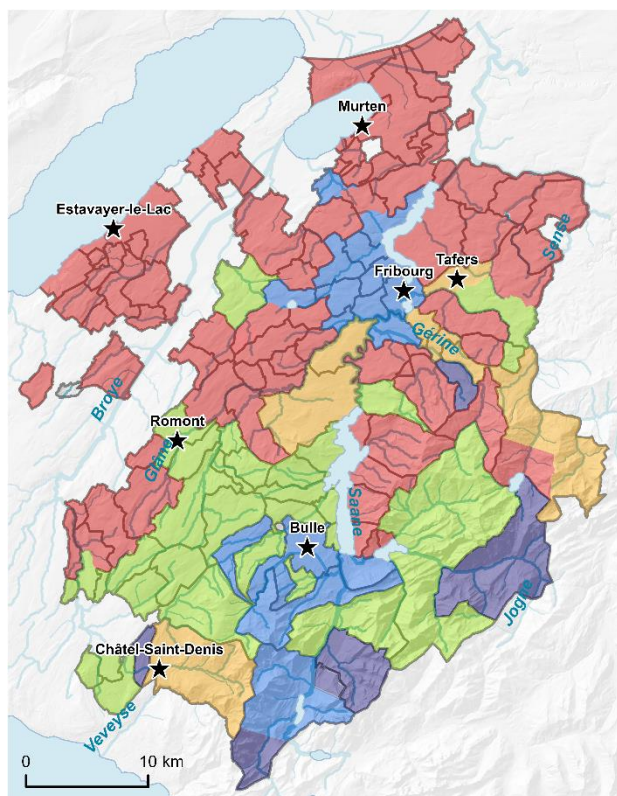 Murten
Estavayer-le-Lac
Sense
Tafers
Fribourg
Gérine
Broye
Romont
Glâne
Saane
Bulle
Jogne
Châtel-Saint-Denis
Veveyse
0 10 km